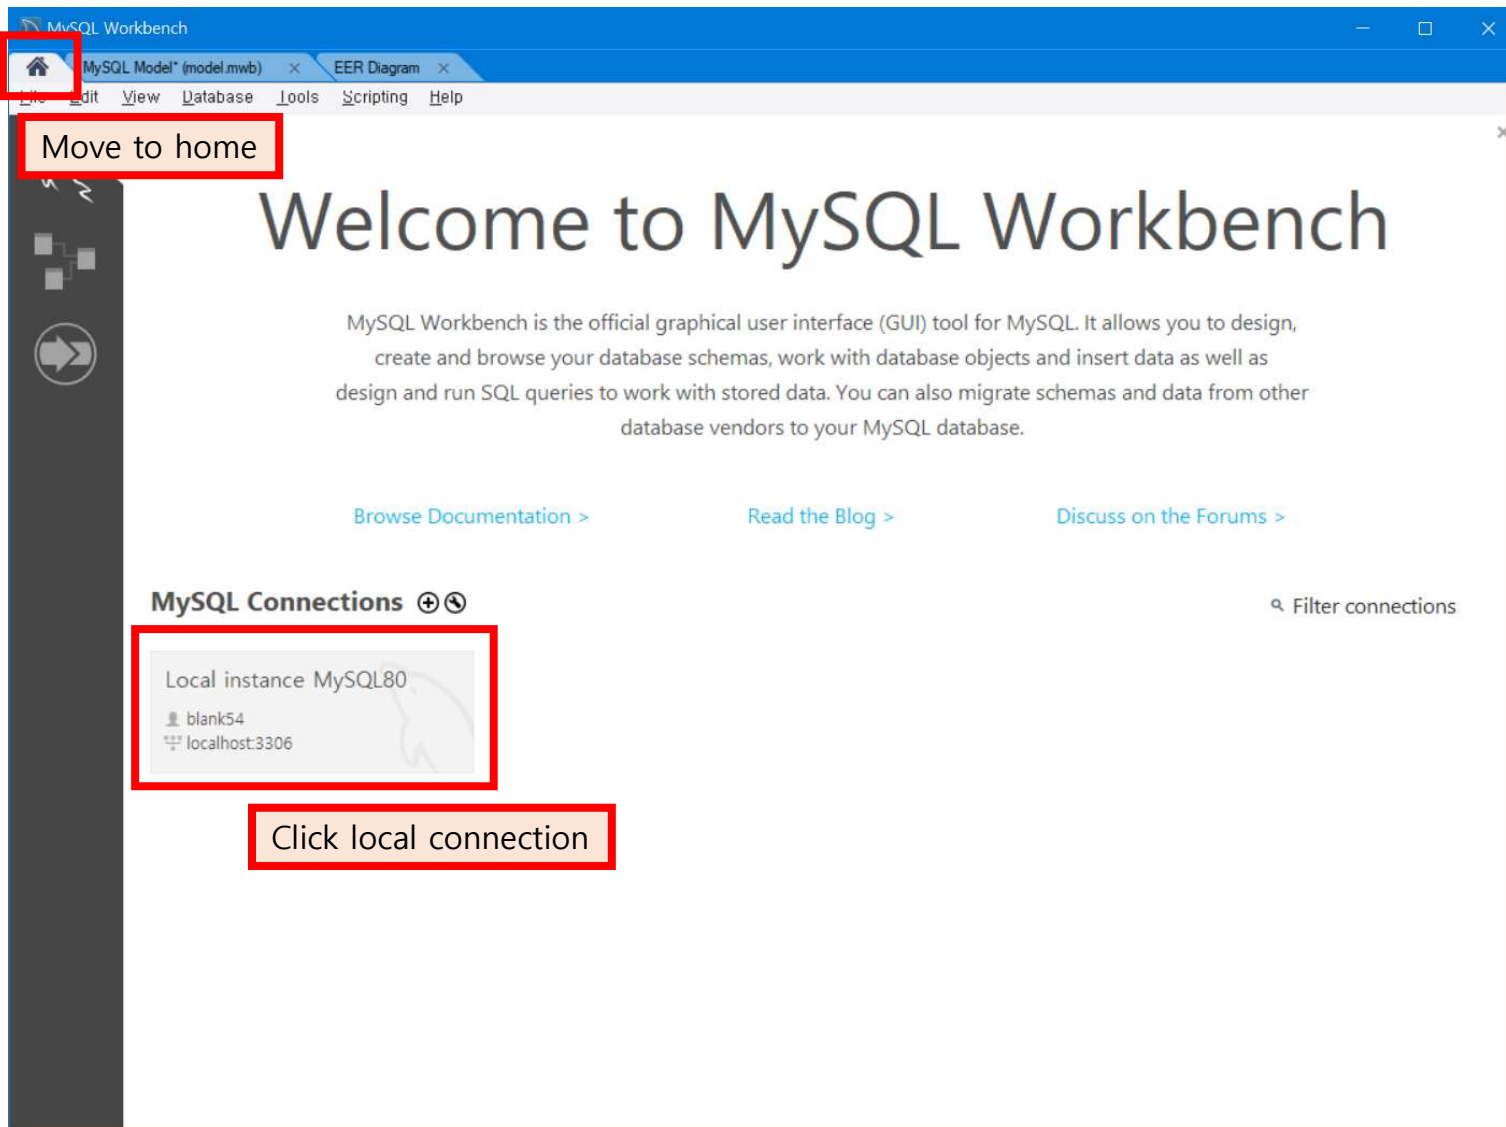 MySQL Workbench
MySQL Model* (model.mwb)
EER Diagram
Edit View Database Tools Scripting Help
Move to home
Welcome to MySQL Workbench
MySQL Workbench is the official graphical user interface (GUI) tool for MySQL. It allows you to design,
create and browse your database schemas, work with database objects and insert data as well as
design and run SQL queries to work with stored data. You can also migrate schemas and data from other
database vendors to your MySQL database.
Browse Documentation > Read the Blog > Discuss on the Forums >
MySQL Connections
Filter connections
Local instance MySQL80
blank54
localhost:3306
Click local connection